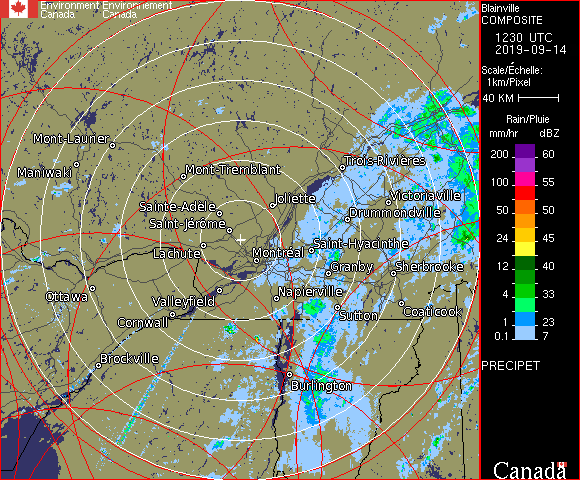 Environment Environnement
Canada Canada
Blainville
COMPOSITE
1230 UTC
2019-09-14
Scale/Échelle:
1km/Pixel
40 KM
Rain/Pluie
mm/hr dBZ
200 60
100 55
50 50
24 45
12 40
4 33
1 23
0.1 7
PRECIPET
Canada
Mont-Laurier
Maniwaki
Mont-Tremblant
Trois-Rivières
Sainte-Adèle
Joliette
Victoriaville
Saint-Jérôme
Drummondville
Lachute
Montréal
Saint-Hyacinthe
Granby
Sherbrooke
Ottawa
Valleyfield
Napierville
Cornwall
Sutton
Coaticook
Brockville
Burlington